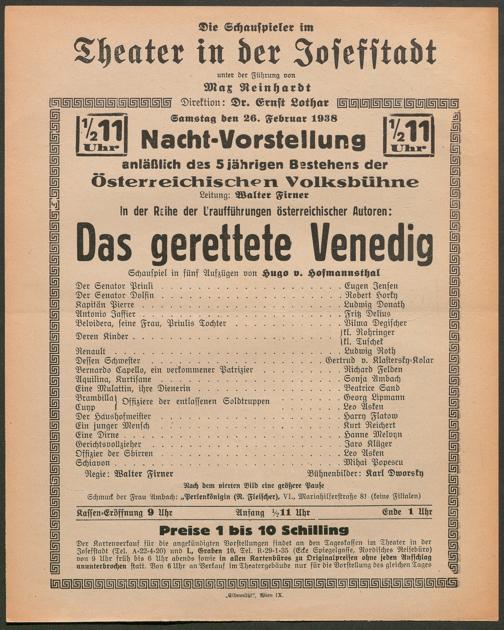 Die Schauspieler im
Theater in der Josefstadt
unter der Führung von
Max Reinhardt
Direktion: Dr. Ernst Lothar
Samstag den 26. Februar 1938
½11 Uhr
Nacht-Vorstellung
½11 Uhr
anläßlich des 5jährigen Bestehens der
Österreichischen Volksbühne
Leitung: Walter Firner
In der Reihe der Uraufführungen österreichischer Autoren:
Das gerettete Venedig
Schauspiel in fünf Aufzügen von Hugo v. Hofmannsthal
Der Senator Priuli . . . Eugen Jensen
Der Senator Dolfin . . . Robert Horky
Kapitän Pierre . . . Ludwig Donath
Antonio Jaffier . . . Fritz Delius
Belvidera, seine Frau, Priulis Tochter . . . Vilma Degischer
Deren Kinder . . . { kl. Rohringer
{ kl. Tuschek
Renault . . . Ludwig Roth
Dessen Schwester . . . Gertrud v. Klastersky-Kolar
Bernardo Capello, ein verkommener Patrizier . . . Richard Felden
Aquilina, Kurtisane . . . Sonja Ambach
Eine Mulattin, ihre Dienerin . . . Beatrice Sand
Brambilla } Offiziere der entlassenen Soldtruppen . . . Georg Lipmann
Cupp } . . . Leo Asken
Der Haushofmeister . . . Harry Flatow
Ein junger Mensch . . . Kurt Reichert
Eine Dirne . . . Hanne Melvyn
Gerichtsvollzieher . . . Jaro Klüger
Offizier der Sbirren . . . Leo Asken
Schiavon . . . Mihai Popescu
Regie: Walter Firner Bühnenbilder: Karl Dworsky
Nach dem vierten Bild eine größere Pause
Schmuck der Frau Ambach: „Perlenkönigin (R. Fleischer), VI., Mariahilferstraße 81 (keine Filialen)
Kassen-Eröffnung 9 Uhr Anfang ½11 Uhr Ende 1 Uhr
Preise 1 bis 10 Schilling
Der Kartenverkauf für die angekündigten Vorstellungen findet an den Tageskassen im Theater in der
Josefstadt (Tel. A-22-4-20) und I., Graben 10, Tel. R-29-1-35 (Ecke Spiegelgasse, Nordisches Reisebüro)
von 9 Uhr früh bis 6 Uhr abends sowie in allen Kartenbüros zu Originalpreisen ohne jeden Aufschlag
ununterbrochen statt. Von 6 Uhr an Verkauf im Theatergebäude nur für die Vorstellung des gleichen Tages